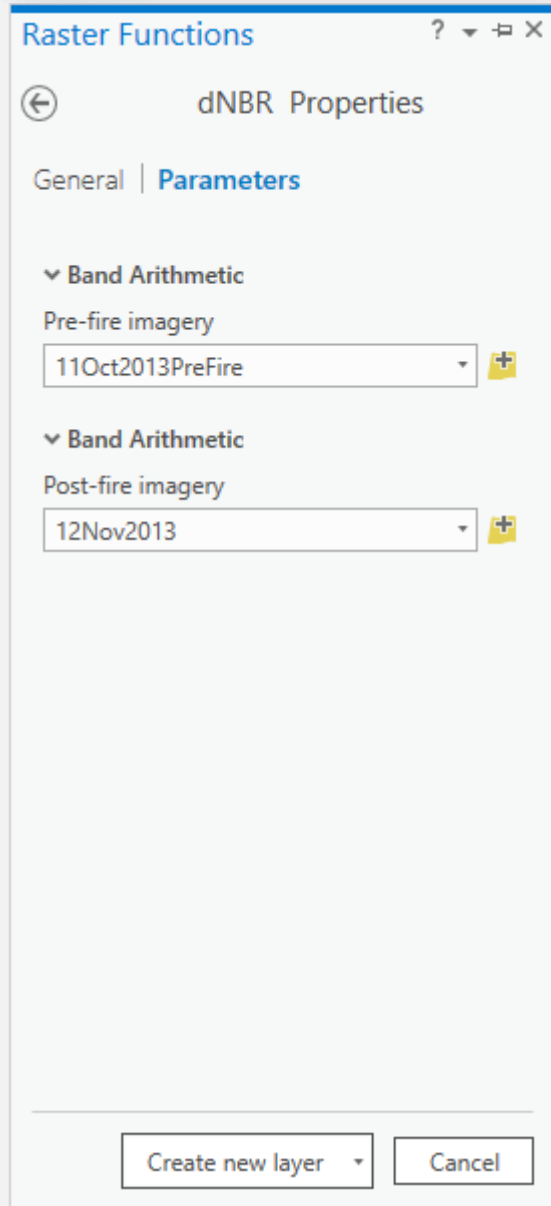 Raster Functions ?
dNBR Properties
General | Parameters
Band Arithmetic
Pre-fire imagery
11Oct2013PreFire
Band Arithmetic
Post-fire imagery
12Nov2013
Create new layer Cancel